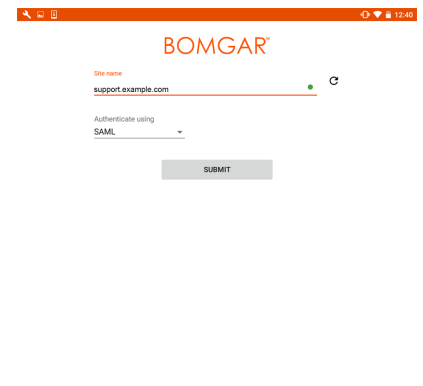 12:40
BOMGAR™
Site name
support.example.com
Authenticate using
SAML
SUBMIT